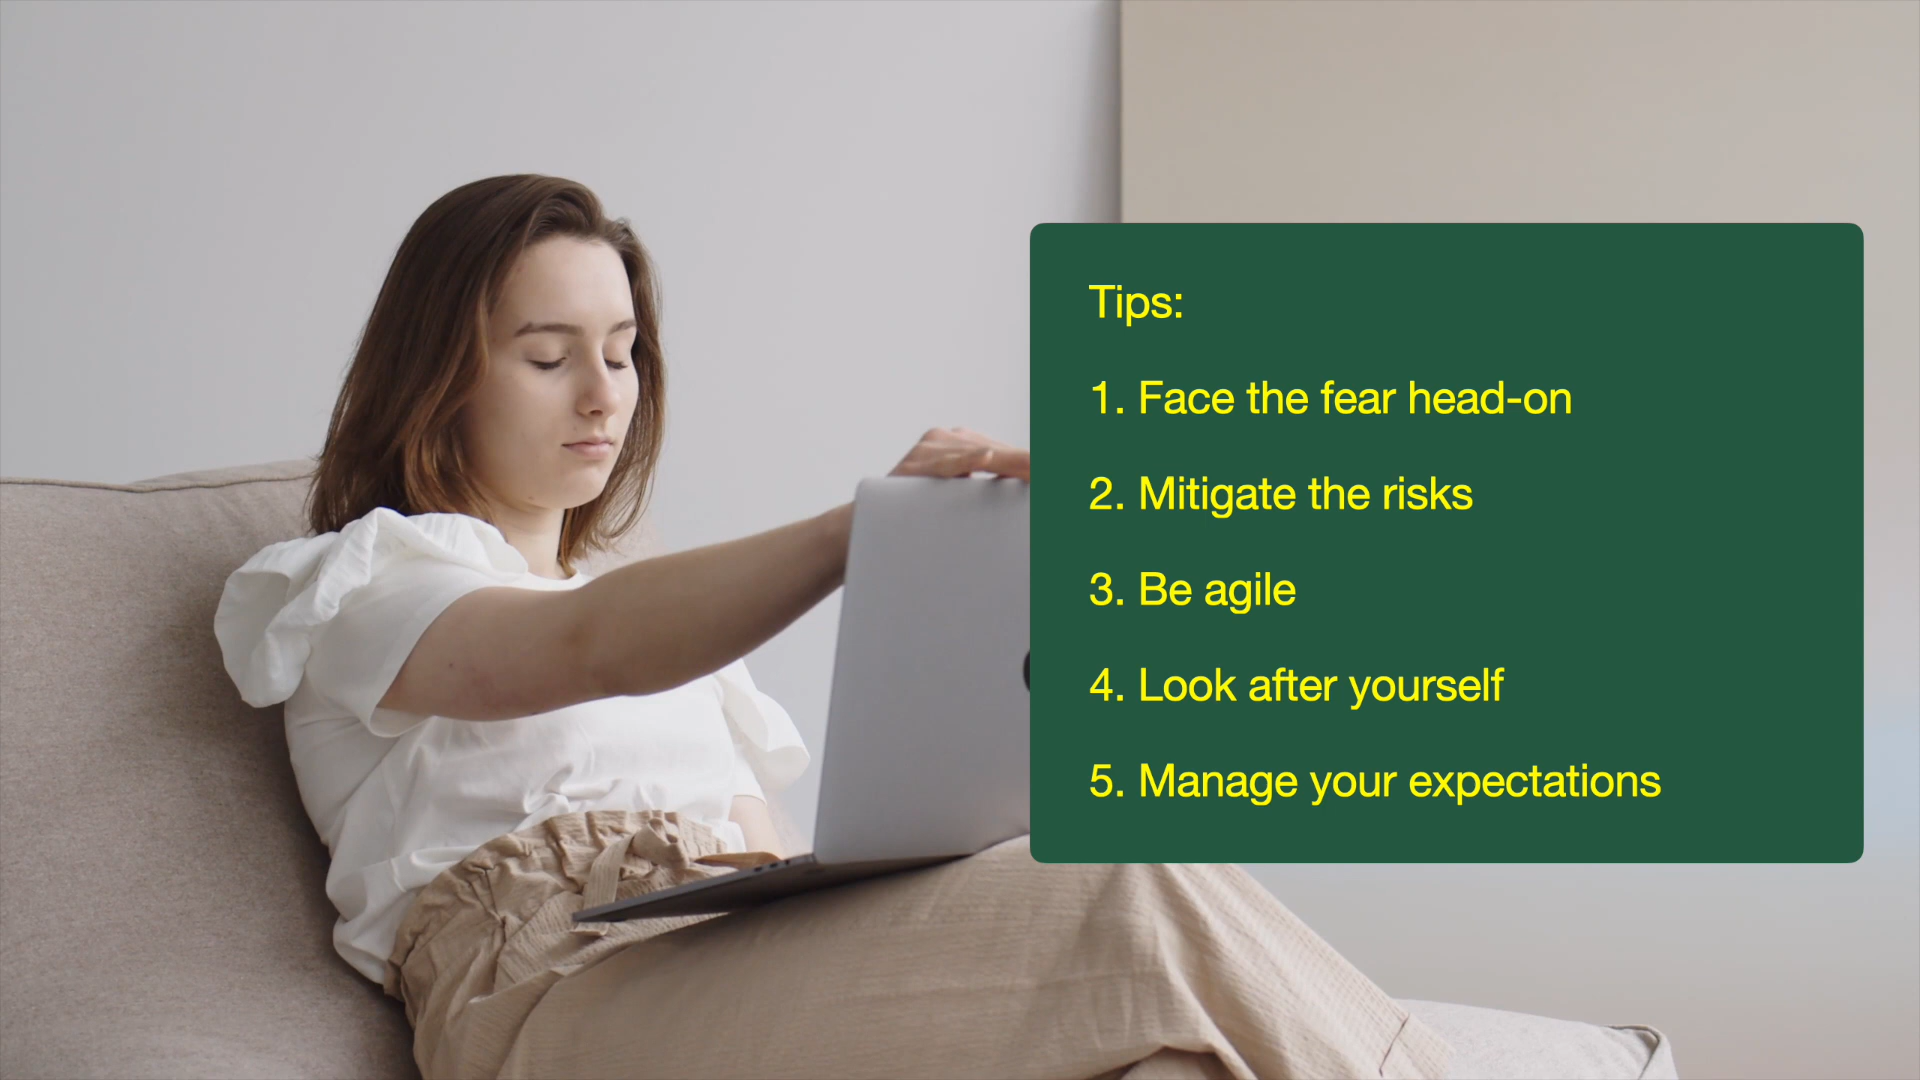 Tips:
1. Face the fear head-on
2. Mitigate the risks
3. Be agile
4. Look after yourself
5. Manage your expectations